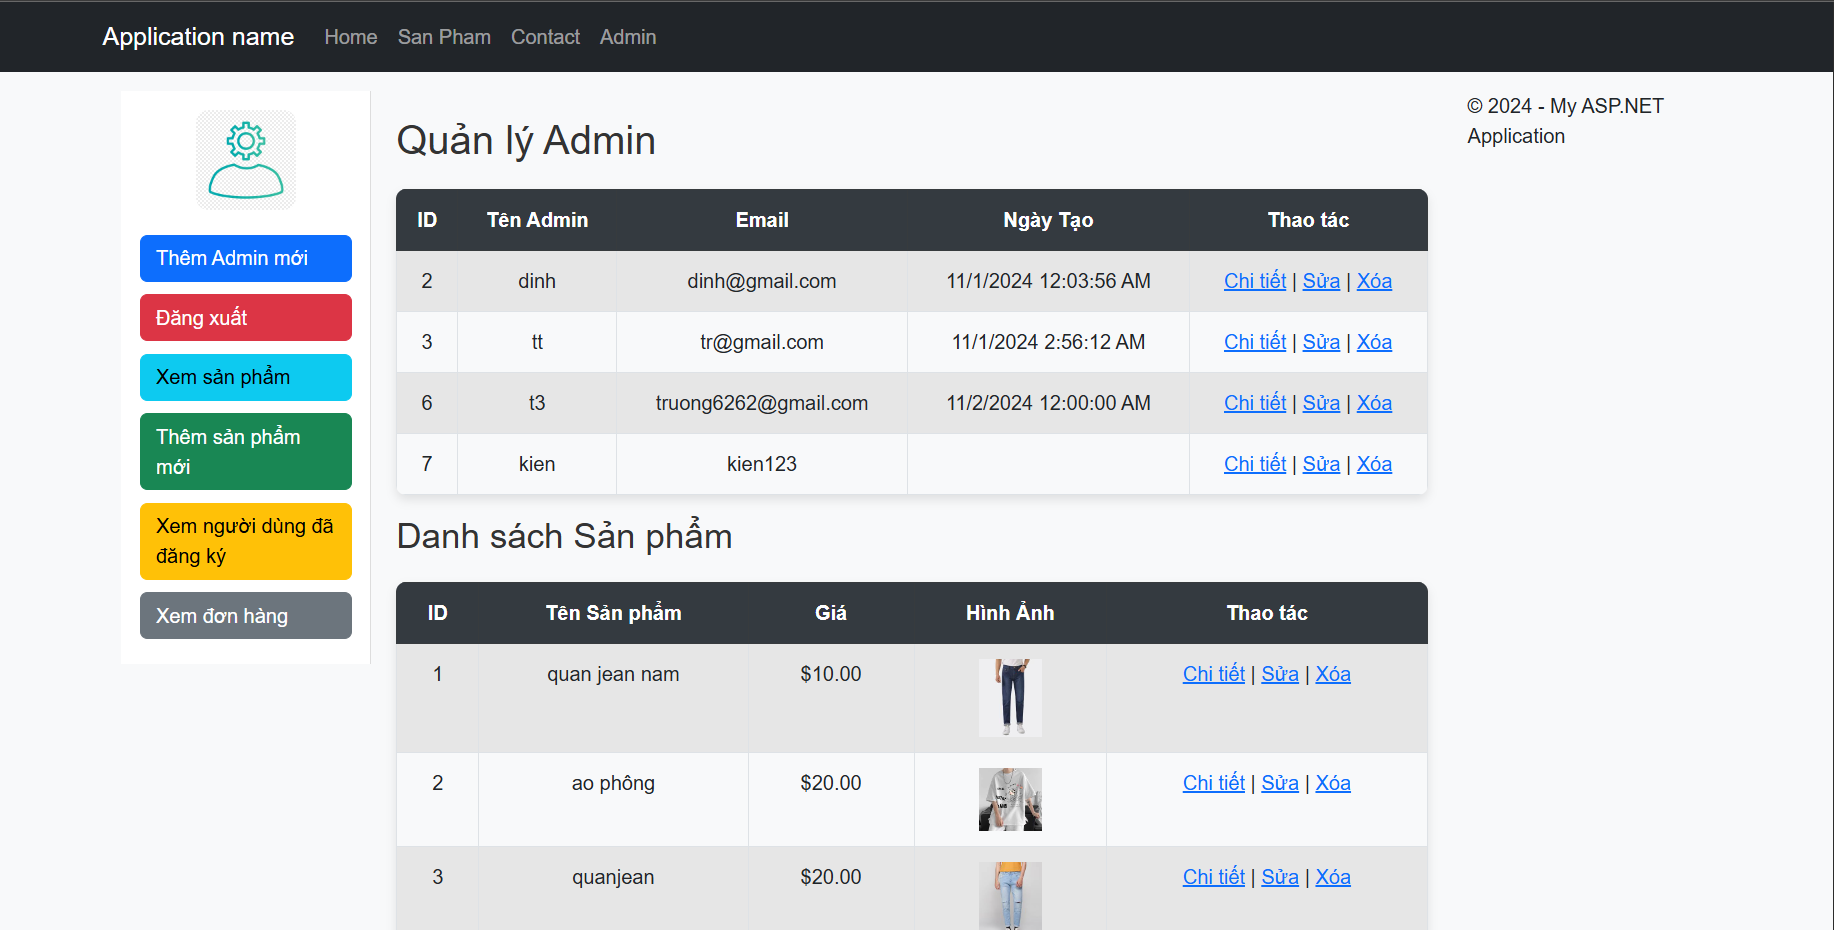 Application name Home San Pham Contact Admin
© 2024 - My ASP.NET
Application
Thêm Admin mới
Đăng xuất
Xem sản phẩm
Thêm sản phẩm
mới
Xem người dùng đã
đăng ký
Xem đơn hàng
Quản lý Admin
ID Tên Admin Email Ngày Tạo Thao tác
2 dinh dinh@gmail.com 11/1/2024 12:03:56 AM Chi tiết | Sửa | Xóa
3 tt tr@gmail.com 11/1/2024 2:56:12 AM Chi tiết | Sửa | Xóa
6 t3 truong6262@gmail.com 11/2/2024 12:00:00 AM Chi tiết | Sửa | Xóa
7 kien kien123 Chi tiết | Sửa | Xóa
Danh sách Sản phẩm
ID Tên Sản phẩm Giá Hình Ảnh Thao tác
1 quan jean nam $10.00 Chi tiết | Sửa | Xóa
2 ao phông $20.00 Chi tiết | Sửa | Xóa
3 quanjean $20.00 Chi tiết | Sửa | Xóa